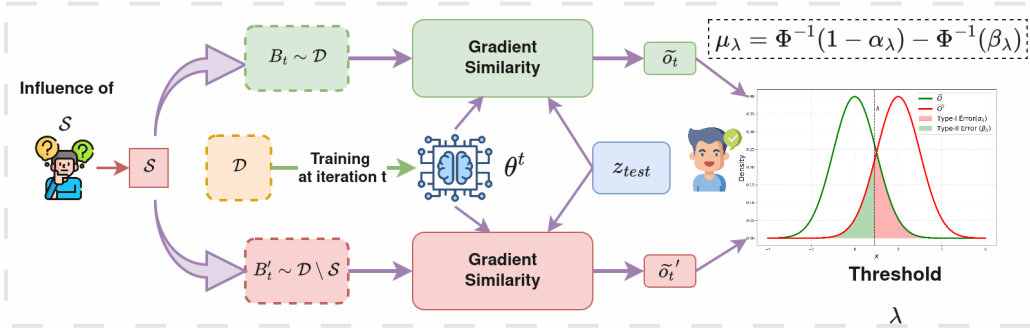 Influence of
𝒮
𝒮
B_t ∼ 𝒟
Gradient
Similarity
õ_t
μ_λ = Φ⁻¹(1 − α_λ) − Φ⁻¹(β_λ)
𝒟
Training
at iteration t
θ^t
z_test
B′_t ∼ 𝒟 \ 𝒮
Gradient
Similarity
õ_t′
λ
Õ
Õ′
Type-I Error(α_λ)
Type-II Error (β_λ)
Density
x
Threshold
λ